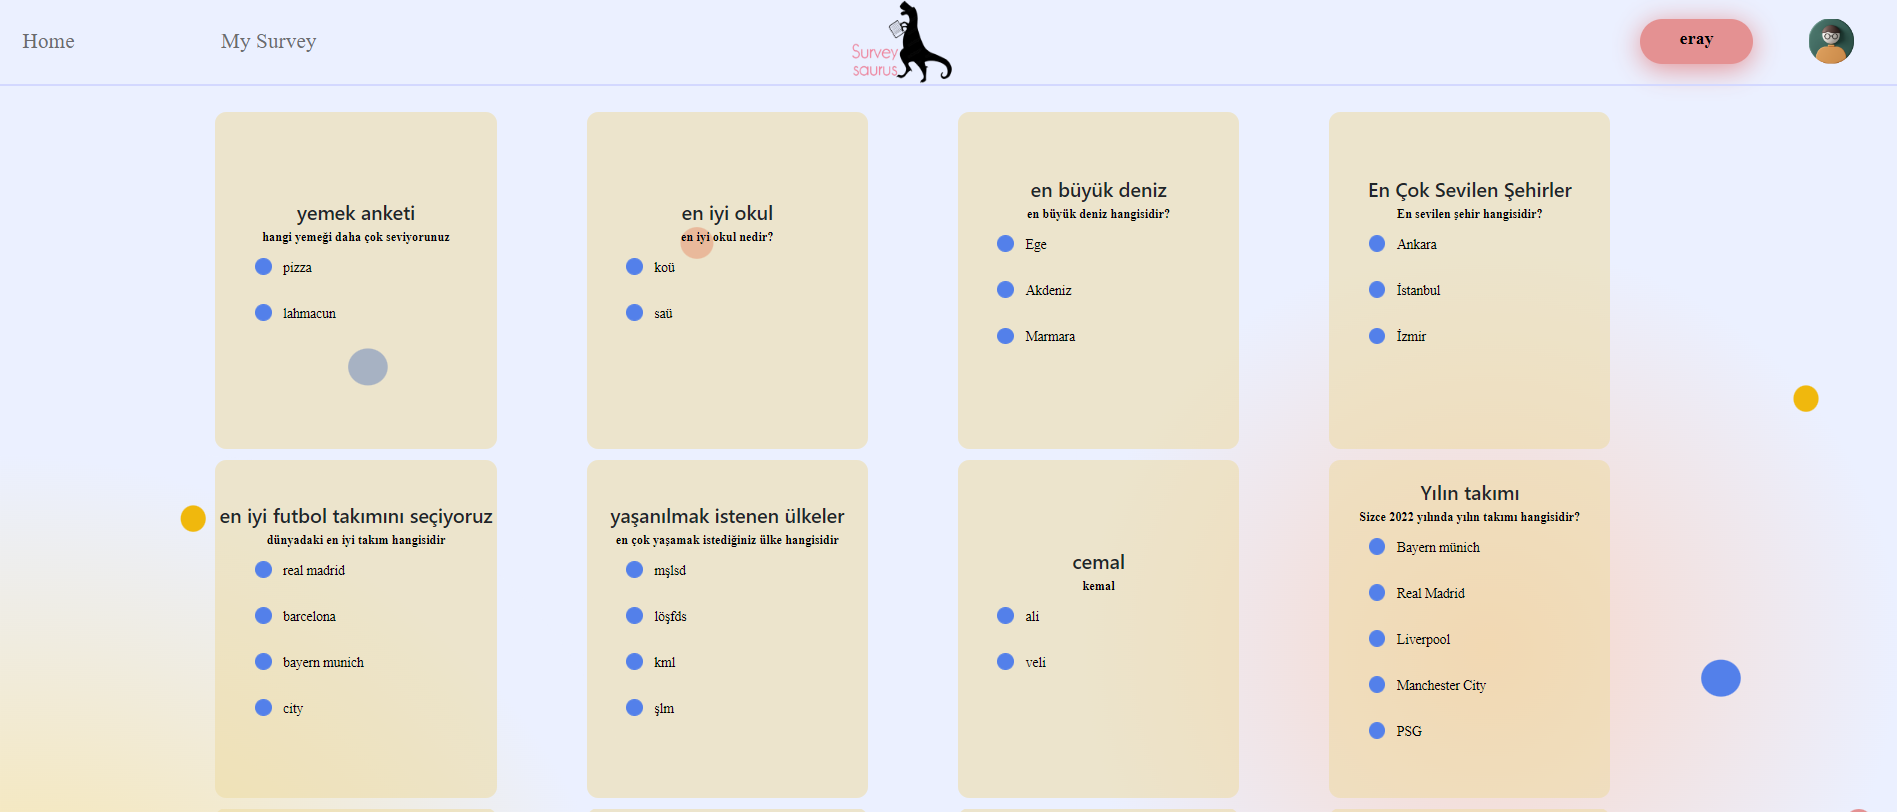 Home
My Survey
Survey
saurus
eray
yemek anketi
hangi yemeği daha çok seviyorunuz
pizza
lahmacun
en iyi okul
en iyi okul nedir?
koü
saü
en büyük deniz
en büyük deniz hangisidir?
Ege
Akdeniz
Marmara
En Çok Sevilen Şehirler
En sevilen şehir hangisidir?
Ankara
İstanbul
İzmir
en iyi futbol takımını seçiyoruz
dünyadaki en iyi takım hangisidir
real madrid
barcelona
bayern munich
city
yaşanılmak istenen ülkeler
en çok yaşamak istediğiniz ülke hangisidir
mşlsd
löşfds
kml
şlm
cemal
kemal
ali
veli
Yılın takımı
Sizce 2022 yılında yılın takımı hangisidir?
Bayern münich
Real Madrid
Liverpool
Manchester City
PSG